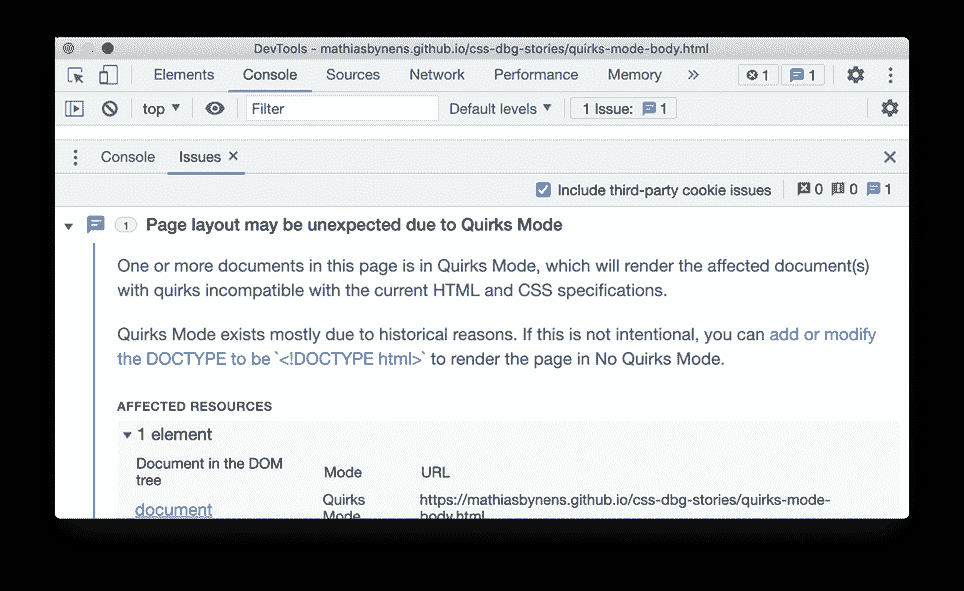 DevTools - mathiasbynens.github.io/css-dbg-stories/quirks-mode-body.html
Elements Console Sources Network Performance Memory » 1 1
top ▼ Filter Default levels ▼ 1 Issue: 1
Console Issues ×
Include third-party cookie issues 0 0 1
1 Page layout may be unexpected due to Quirks Mode
One or more documents in this page is in Quirks Mode, which will render the affected document(s)
with quirks incompatible with the current HTML and CSS specifications.
Quirks Mode exists mostly due to historical reasons. If this is not intentional, you can add or modify
the DOCTYPE to be `<!DOCTYPE html>` to render the page in No Quirks Mode.
AFFECTED RESOURCES
▼ 1 element
Document in the DOM
tree
Mode
URL
document
Quirks
Mode
https://mathiasbynens.github.io/css-dbg-stories/quirks-mode-
body.html